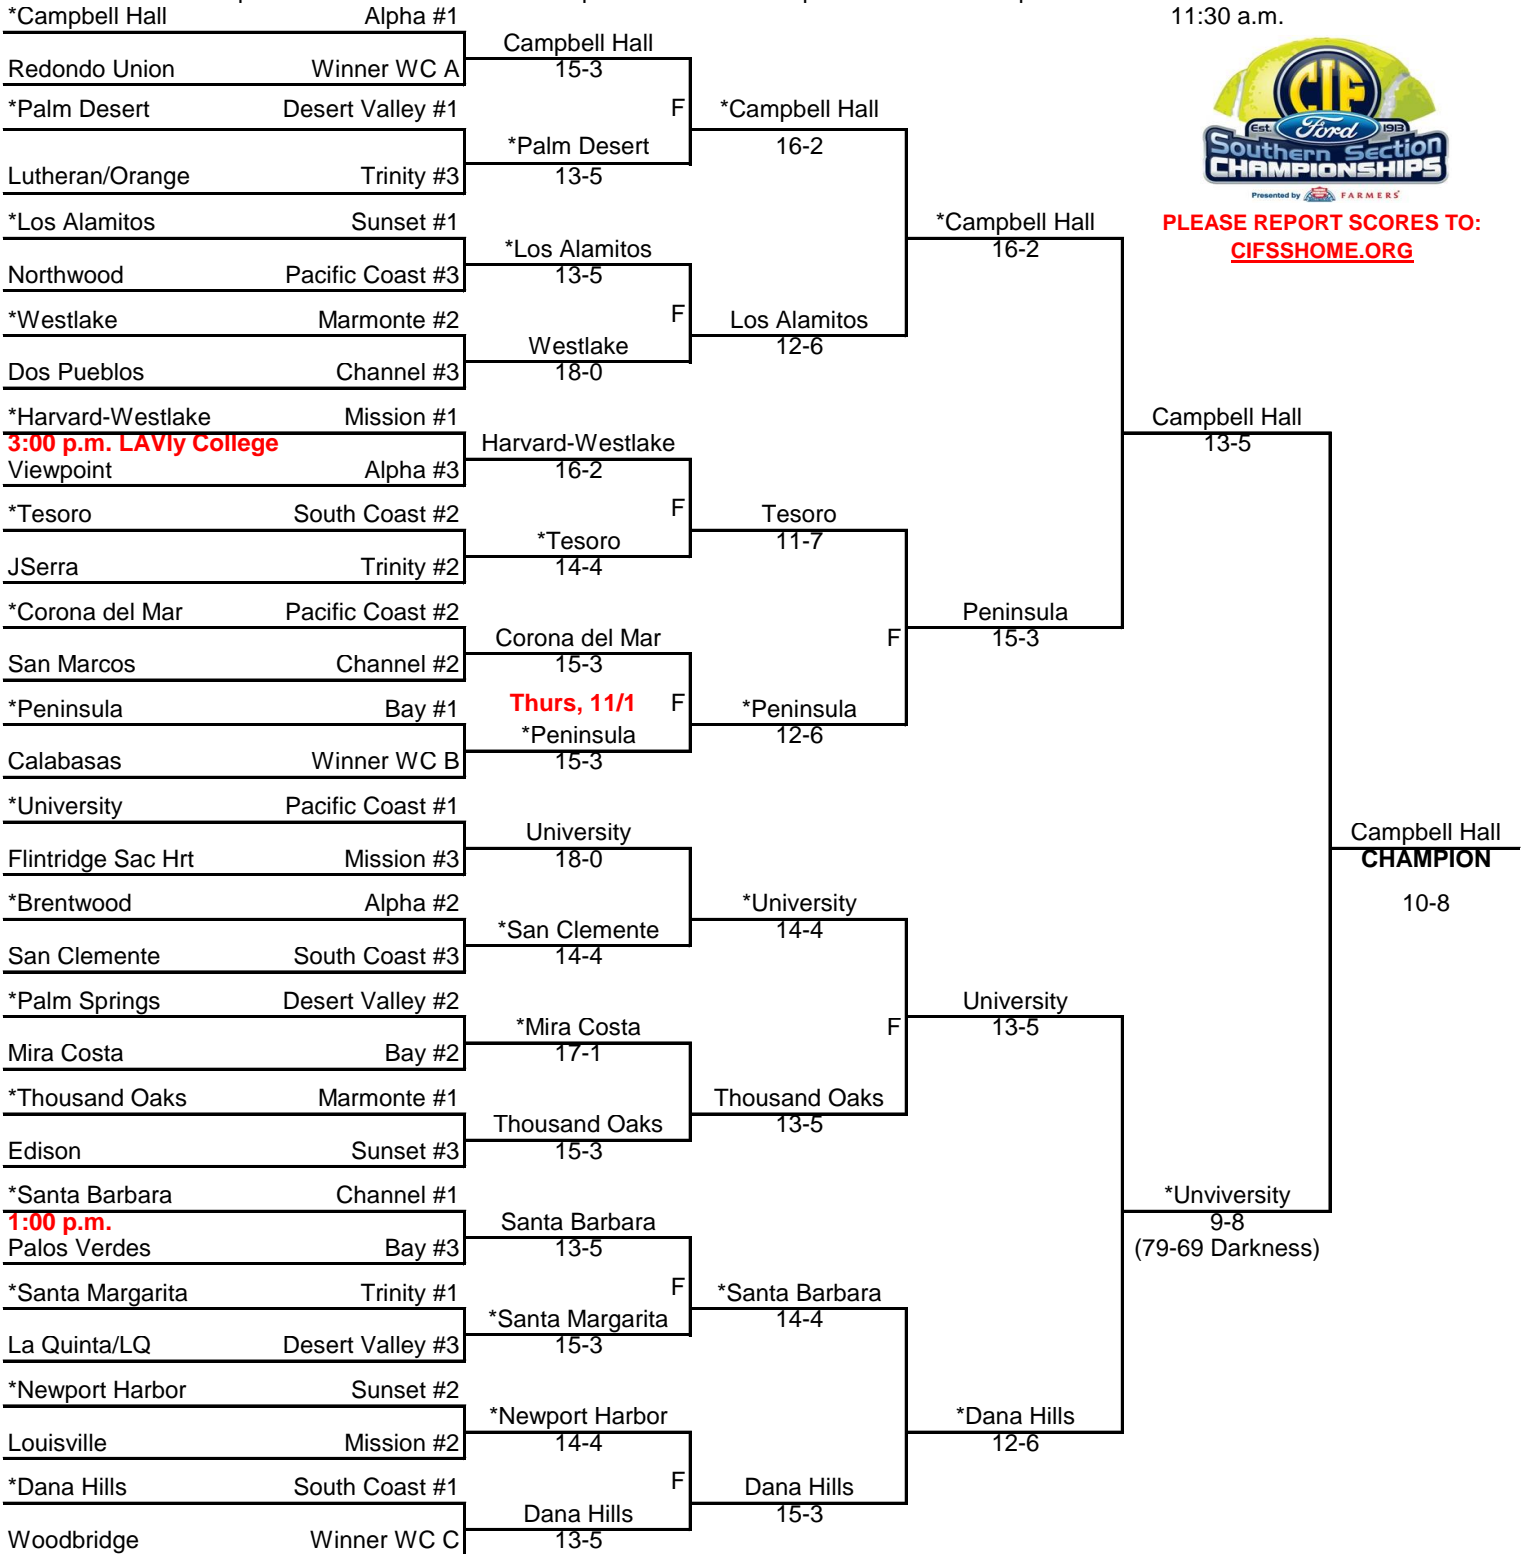 *Campbell Hall Alpha #1
11:30 a.m.
Campbell Hall
Redondo Union Winner WC A
15-3
*Palm Desert Desert Valley #1
F
*Campbell Hall
*Palm Desert
16-2
Lutheran/Orange Trinity #3
13-5
CIF
Est. Ford 1913
Southern Section
CHAMPIONSHIPS
Presented by FARMERS
PLEASE REPORT SCORES TO:
CIFSSHOME.ORG
*Los Alamitos Sunset #1
*Campbell Hall
*Los Alamitos
16-2
Northwood Pacific Coast #3
13-5
*Westlake Marmonte #2
F
Los Alamitos
Westlake
12-6
Dos Pueblos Channel #3
18-0
*Harvard-Westlake Mission #1
Campbell Hall
3:00 p.m. LAVly College
Harvard-Westlake
13-5
Viewpoint Alpha #3
16-2
*Tesoro South Coast #2
F
Tesoro
*Tesoro
11-7
JSerra Trinity #2
14-4
*Corona del Mar Pacific Coast #2
Peninsula
Corona del Mar
F
15-3
San Marcos Channel #2
15-3
*Peninsula Bay #1
Thurs, 11/1
F
*Peninsula
*Peninsula
12-6
Calabasas Winner WC B
15-3
*University Pacific Coast #1
University
Campbell Hall
Flintridge Sac Hrt Mission #3
18-0
CHAMPION
*Brentwood Alpha #2
*University
10-8
*San Clemente
14-4
San Clemente South Coast #3
14-4
*Palm Springs Desert Valley #2
University
*Mira Costa
F
13-5
Mira Costa Bay #2
17-1
*Thousand Oaks Marmonte #1
Thousand Oaks
Thousand Oaks
13-5
Edison Sunset #3
15-3
*Santa Barbara Channel #1
*Unviversity
1:00 p.m.
Santa Barbara
9-8
Palos Verdes Bay #3
13-5
(79-69 Darkness)
*Santa Margarita Trinity #1
F
*Santa Barbara
*Santa Margarita
14-4
La Quinta/LQ Desert Valley #3
15-3
*Newport Harbor Sunset #2
*Newport Harbor
*Dana Hills
Louisville Mission #2
14-4
12-6
*Dana Hills South Coast #1
F
Dana Hills
Dana Hills
15-3
Woodbridge Winner WC C
13-5